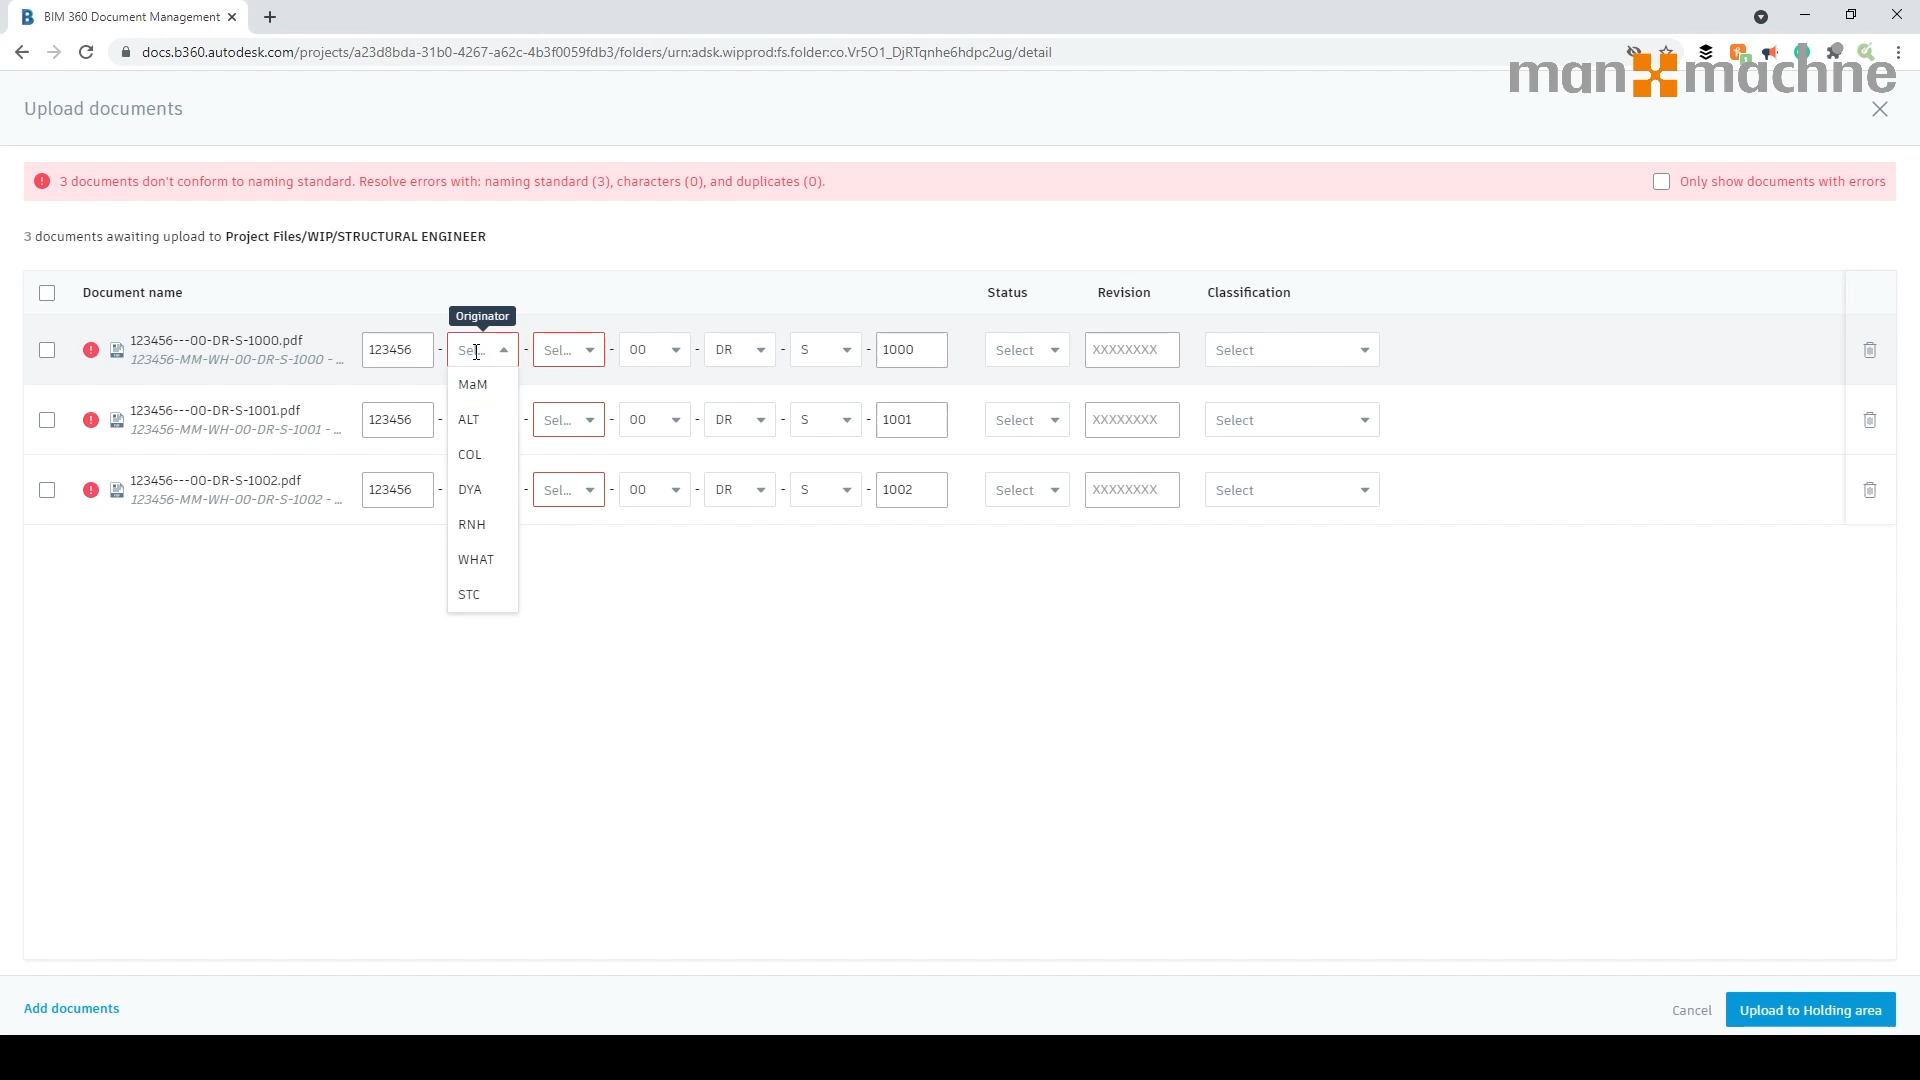 BIM 360 Document Management
docs.b360.autodesk.com/projects/a23d8bda-31b0-4267-a62c-4b3f0059fdb3/folders/urn:adsk.wipprod:fs.folder:co.Vr5O1_DjRTqnhe6hdpc2ug/detail
man machne
Upload documents
3 documents don't conform to naming standard. Resolve errors with: naming standard (3), characters (0), and duplicates (0).
Only show documents with errors
3 documents awaiting upload to Project Files/WIP/STRUCTURAL ENGINEER
Document name Status Revision Classification
Originator
123456---00-DR-S-1000.pdf
123456-MM-WH-00-DR-S-1000 - ...
123456 - Sel... - Sel... - 00 - DR - S - 1000 Select XXXXXXXX Select
MaM
123456---00-DR-S-1001.pdf
123456-MM-WH-00-DR-S-1001 - ...
123456 - ALT - Sel... - 00 - DR - S - 1001 Select XXXXXXXX Select
COL
123456---00-DR-S-1002.pdf
123456-MM-WH-00-DR-S-1002 - ...
123456 - DYA - Sel... - 00 - DR - S - 1002 Select XXXXXXXX Select
RNH
WHAT
STC
Add documents
Cancel
Upload to Holding area